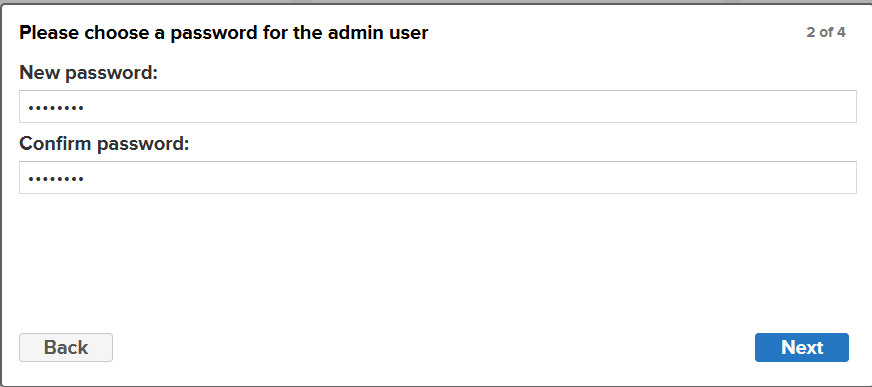 Please choose a password for the admin user 2 of 4
New password:
••••••••
Confirm password:
••••••••
Back Next